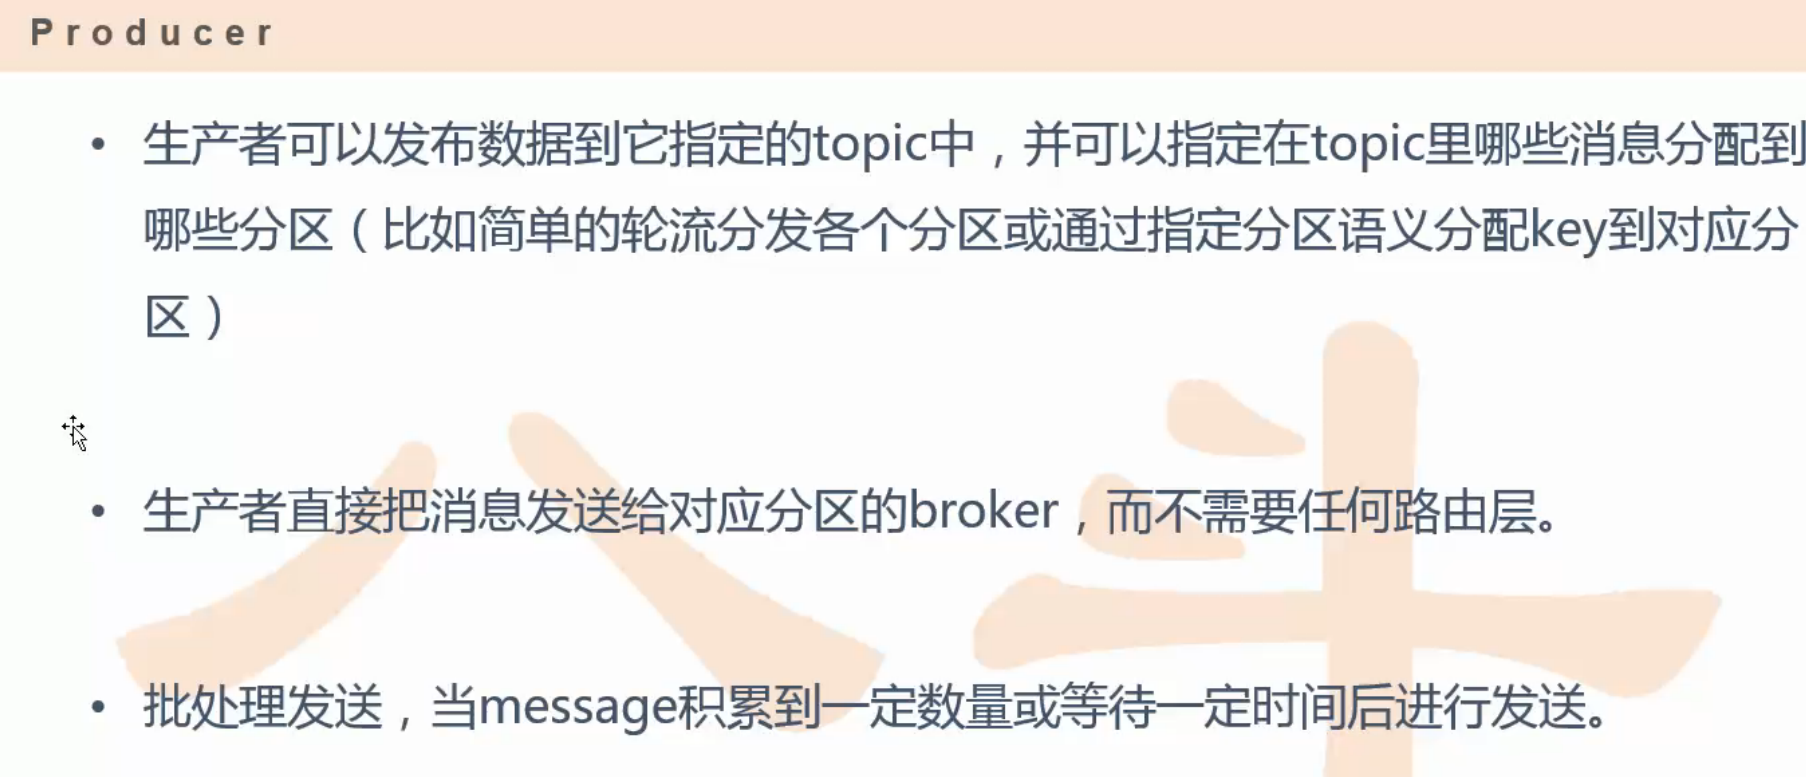 Producer
• 生产者可以发布数据到它指定的topic中，并可以指定在topic里哪些消息分配到
哪些分区（比如简单的轮流分发各个分区或通过指定分区语义分配key到对应分
区）
• 生产者直接把消息发送给对应分区的broker，而不需要任何路由层。
• 批处理发送，当message积累到一定数量或等待一定时间后进行发送。
八斗